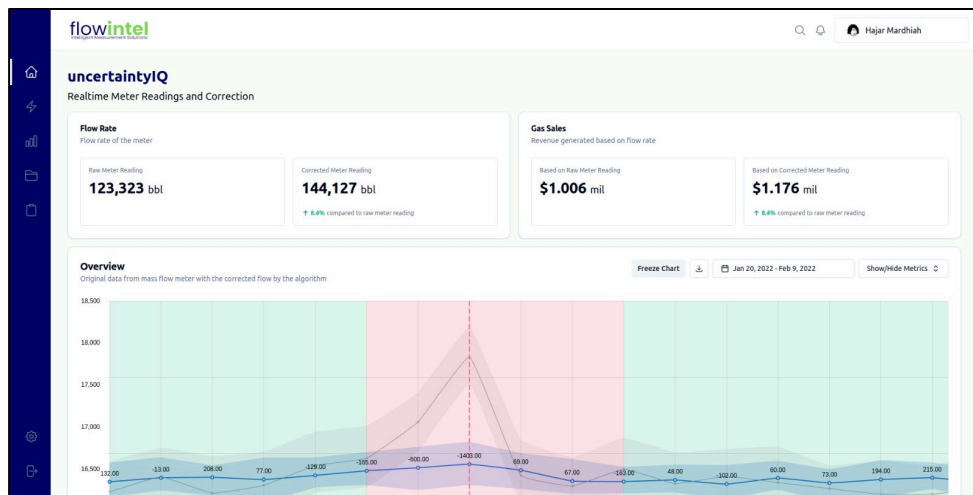 flowintel
Intelligent Measurement Solutions
Hajar Mardhiah
uncertaintyIQ
Realtime Meter Readings and Correction
Flow Rate
Flow rate of the meter
Raw Meter Reading
123,323 bbl
Corrected Meter Reading
144,127 bbl
↑ 8.4% compared to raw meter reading
Gas Sales
Revenue generated based on flow rate
Based on Raw Meter Reading
$1.006 mil
Based on Corrected Meter Reading
$1.176 mil
↑ 8.4% compared to raw meter reading
Overview
Original data from mass flow meter with the corrected flow by the algorithm
Freeze Chart
Jan 20, 2022 - Feb 9, 2022
Show/Hide Metrics
18,500
18,000
17,500
17,000
16,500
132.00 -13.00 208.00 77.00 -129.00 -165.00 -600.00 -1403.00 69.00 67.00 -163.00 48.00 -102.00 60.00 73.00 194.00 215.00